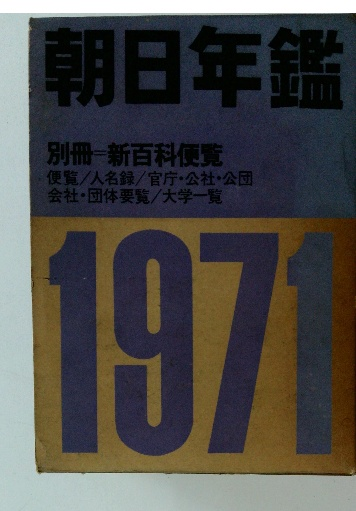 朝日年鑑
別冊=新百科便覧
便覧/人名録/官庁・公社・公団
会社・団体要覧/大学一覧
1971